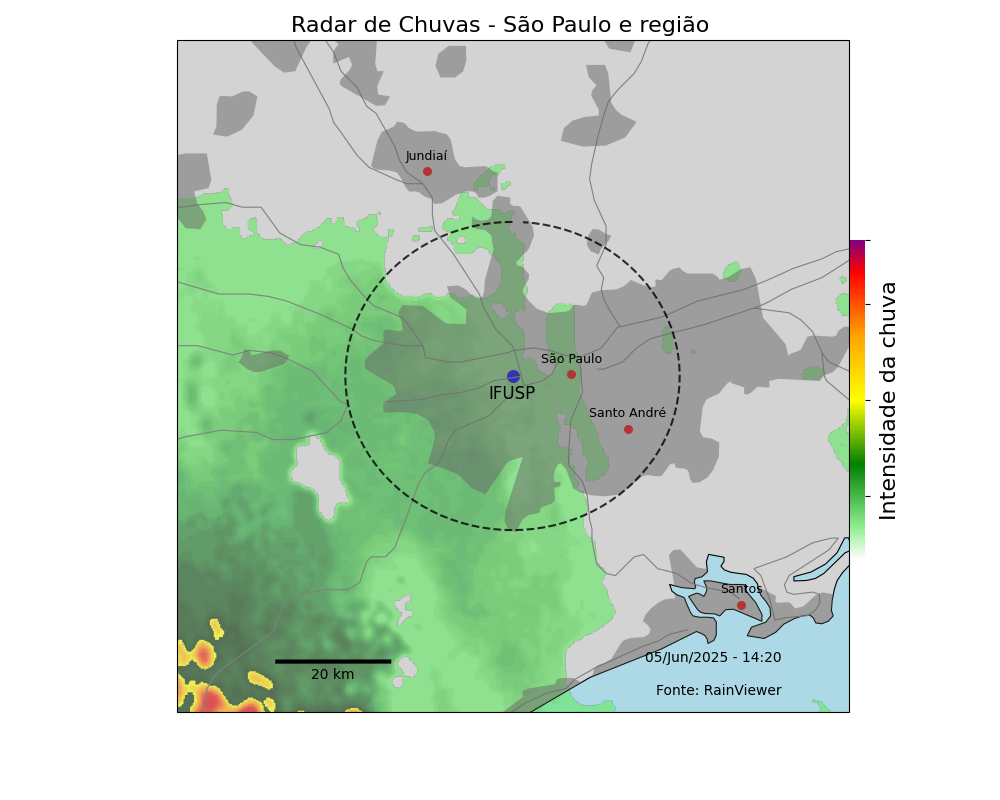 Radar de Chuvas - São Paulo e região
Jundiaí
São Paulo
IFUSP
Santo André
Intensidade da chuva
Santos
05/Jun/2025 - 14:20
20 km
Fonte: RainViewer